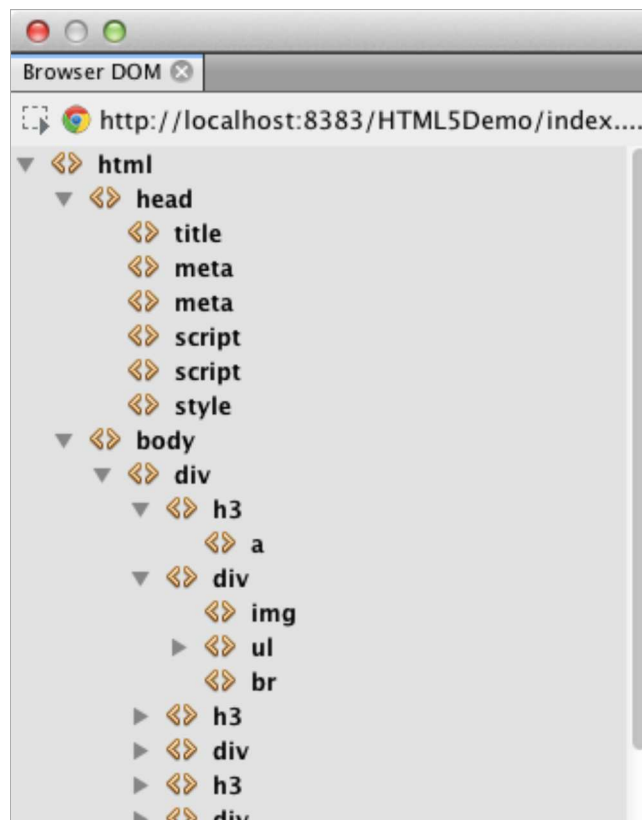 Browser DOM
http://localhost:8383/HTML5Demo/index....
html
head
title
meta
meta
script
script
style
body
div
h3
a
div
img
ul
br
h3
div
h3
div